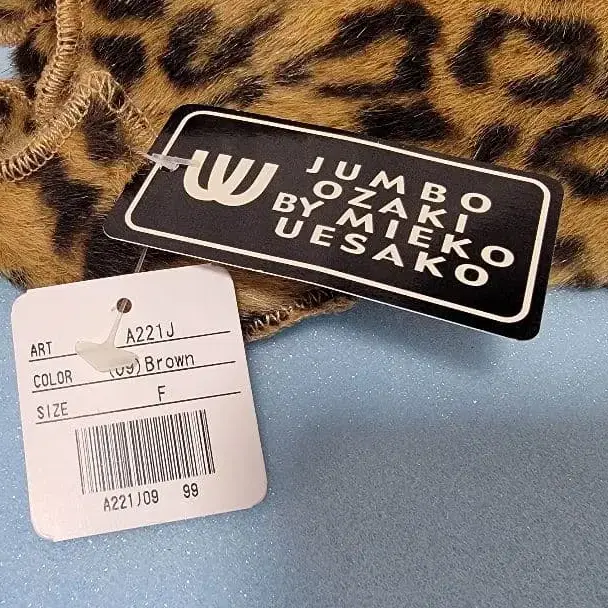 JUMBO
OZAKI
BY MIEKO
UESAKO
ART A221J
COLOR (09)Brown
SIZE F
A221J09 99